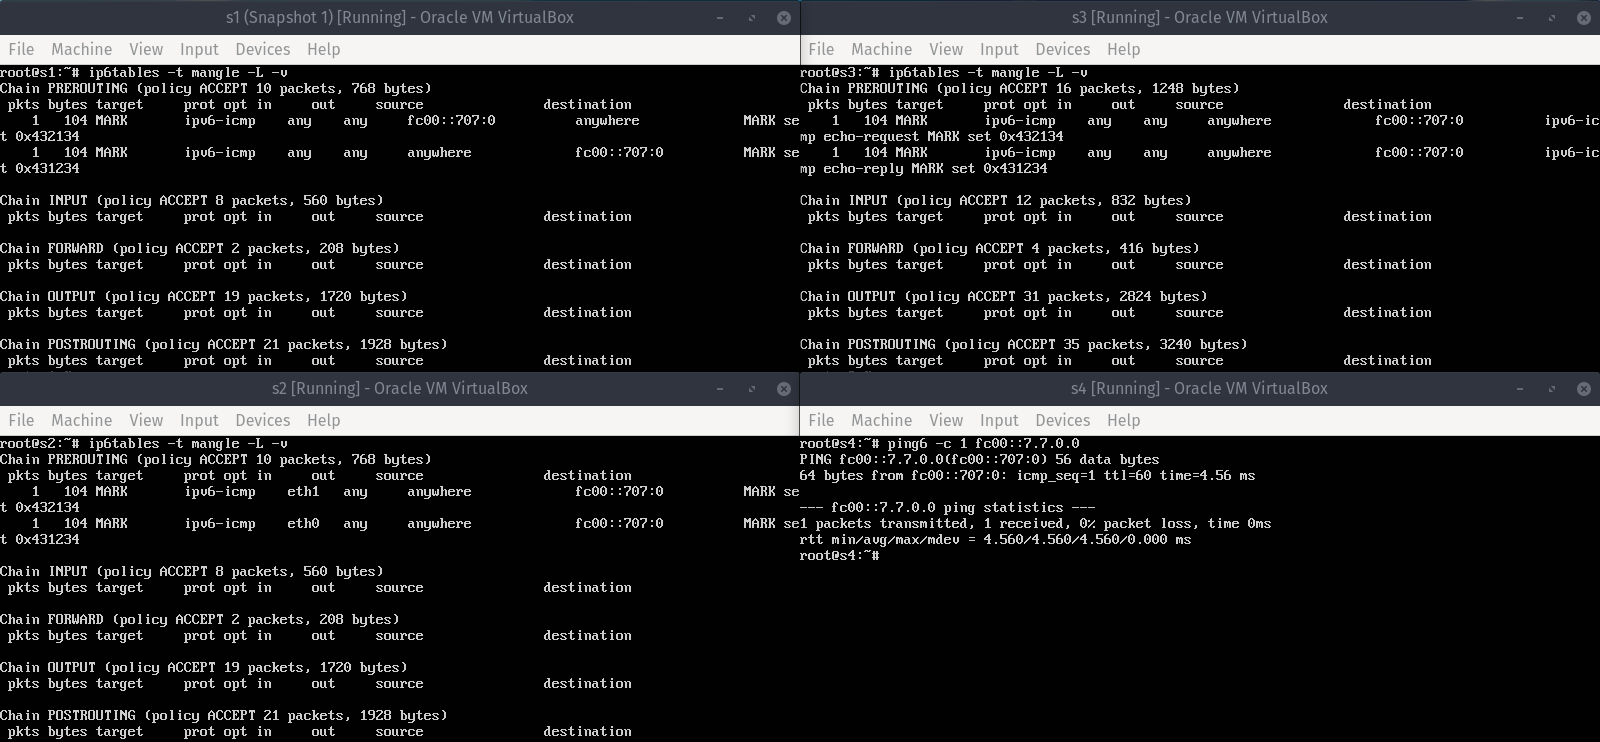 s1 (Snapshot 1) [Running] - Oracle VM VirtualBox
File Machine View Input Devices Help
root@s1:~# ip6tables -t mangle -L -v
Chain PREROUTING (policy ACCEPT 10 packets, 768 bytes)
pkts bytes target prot opt in out source destination
1 104 MARK ipv6-icmp any any fc00::707:0 anywhere MARK se
t 0x432134
1 104 MARK ipv6-icmp any any anywhere fc00::707:0 MARK se
t 0x431234
Chain INPUT (policy ACCEPT 8 packets, 560 bytes)
pkts bytes target prot opt in out source destination
Chain FORWARD (policy ACCEPT 2 packets, 208 bytes)
pkts bytes target prot opt in out source destination
Chain OUTPUT (policy ACCEPT 19 packets, 1720 bytes)
pkts bytes target prot opt in out source destination
Chain POSTROUTING (policy ACCEPT 21 packets, 1928 bytes)
pkts bytes target prot opt in out source destination
s3 [Running] - Oracle VM VirtualBox
File Machine View Input Devices Help
root@s3:~# ip6tables -t mangle -L -v
Chain PREROUTING (policy ACCEPT 16 packets, 1248 bytes)
pkts bytes target prot opt in out source destination
1 104 MARK ipv6-icmp any any anywhere fc00::707:0 ipv6-ic
mp echo-request MARK set 0x432134
1 104 MARK ipv6-icmp any any anywhere fc00::707:0 ipv6-ic
mp echo-reply MARK set 0x431234
Chain INPUT (policy ACCEPT 12 packets, 832 bytes)
pkts bytes target prot opt in out source destination
Chain FORWARD (policy ACCEPT 4 packets, 416 bytes)
pkts bytes target prot opt in out source destination
Chain OUTPUT (policy ACCEPT 31 packets, 2824 bytes)
pkts bytes target prot opt in out source destination
Chain POSTROUTING (policy ACCEPT 35 packets, 3240 bytes)
pkts bytes target prot opt in out source destination
s2 [Running] - Oracle VM VirtualBox
File Machine View Input Devices Help
root@s2:~# ip6tables -t mangle -L -v
Chain PREROUTING (policy ACCEPT 10 packets, 768 bytes)
pkts bytes target prot opt in out source destination
1 104 MARK ipv6-icmp eth1 any anywhere fc00::707:0 MARK se
t 0x432134
1 104 MARK ipv6-icmp eth0 any anywhere fc00::707:0 MARK se
t 0x431234
Chain INPUT (policy ACCEPT 8 packets, 560 bytes)
pkts bytes target prot opt in out source destination
Chain FORWARD (policy ACCEPT 2 packets, 208 bytes)
pkts bytes target prot opt in out source destination
Chain OUTPUT (policy ACCEPT 19 packets, 1720 bytes)
pkts bytes target prot opt in out source destination
Chain POSTROUTING (policy ACCEPT 21 packets, 1928 bytes)
pkts bytes target prot opt in out source destination
s4 [Running] - Oracle VM VirtualBox
File Machine View Input Devices Help
root@s4:~# ping6 -c 1 fc00::7.7.0.0
PING fc00::7.7.0.0(fc00::707:0) 56 data bytes
64 bytes from fc00::707:0: icmp_seq=1 ttl=60 time=4.56 ms
--- fc00::7.7.0.0 ping statistics ---
1 packets transmitted, 1 received, 0% packet loss, time 0ms
rtt min/avg/max/mdev = 4.560/4.560/4.560/0.000 ms
root@s4:~#